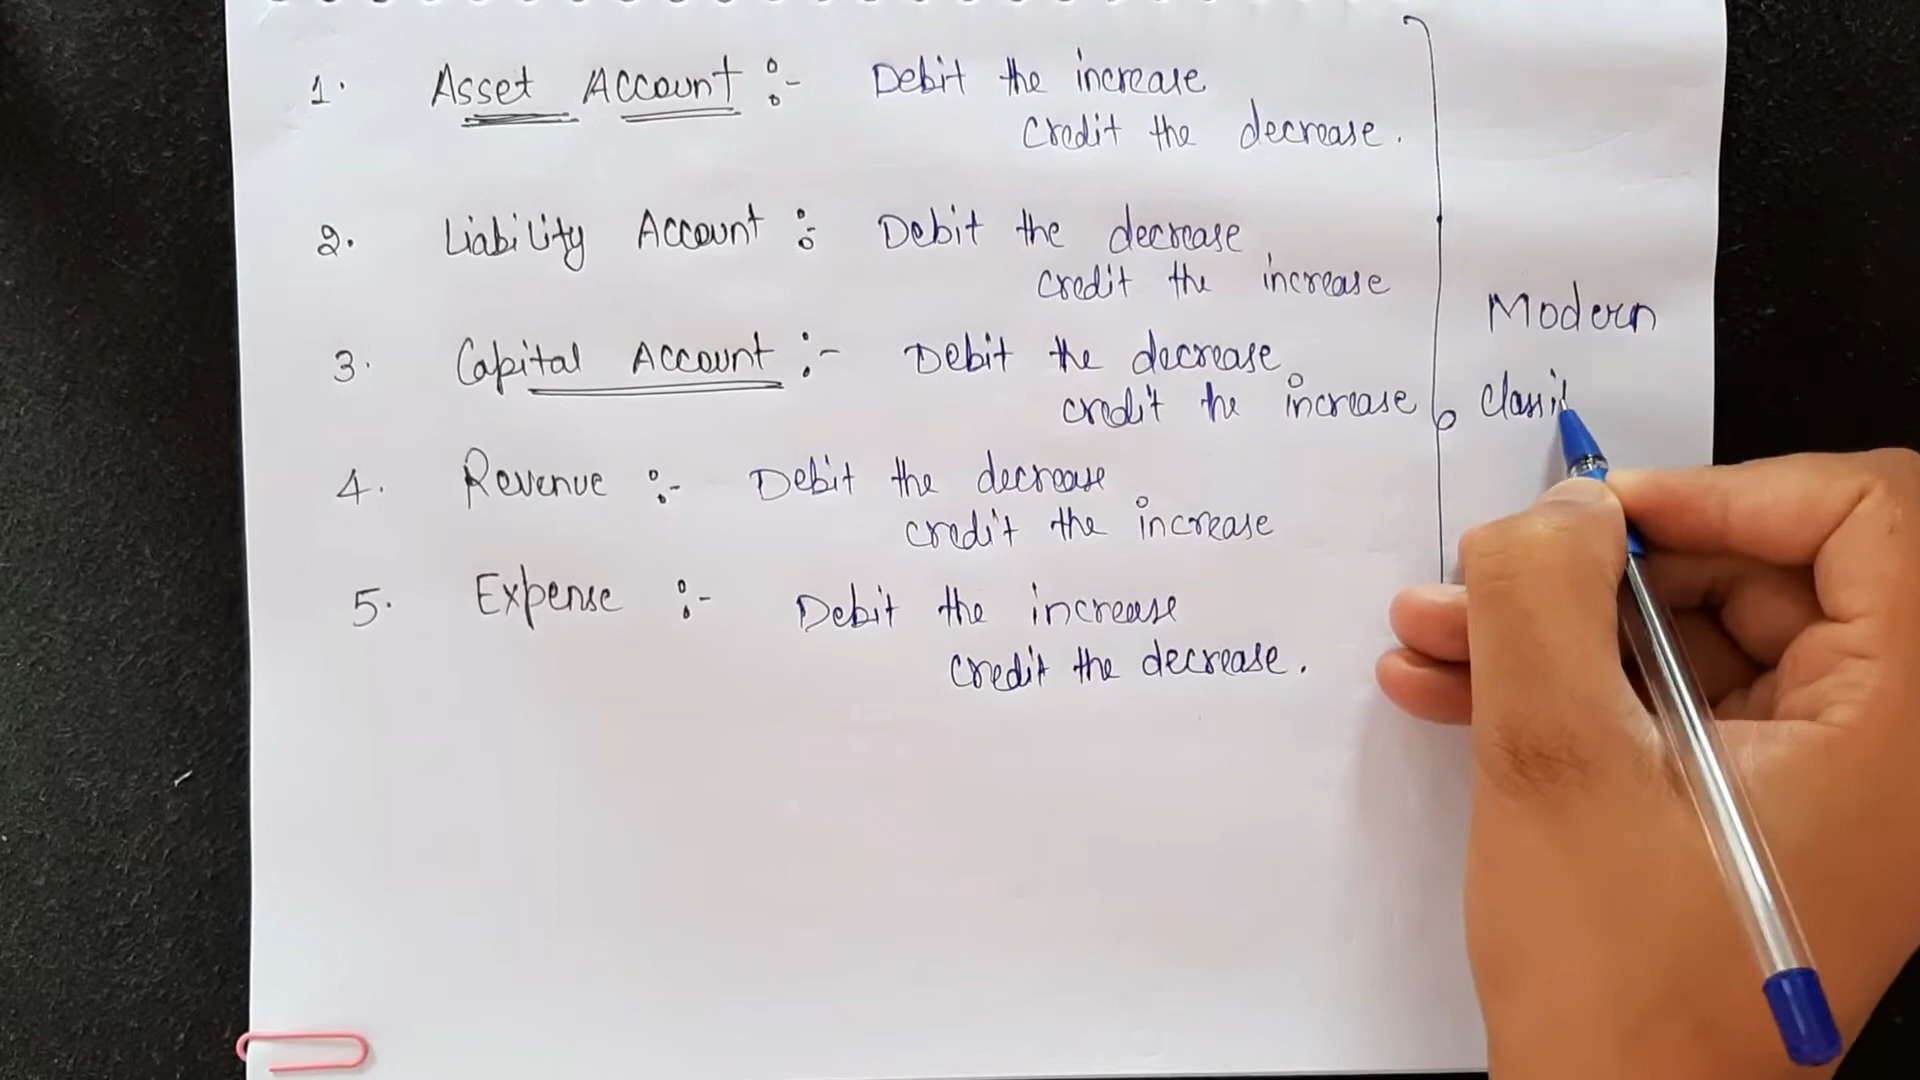 1. Asset Account :- Debit the increase
credit the decrease.
2. Liability Account : Debit the decrease
credit the increase
3. Capital Account :- Debit the decrease
credit the increase
4. Revenue :- Debit the decrease
credit the increase
5. Expense :- Debit the increase
credit the decrease.
Modern
classi